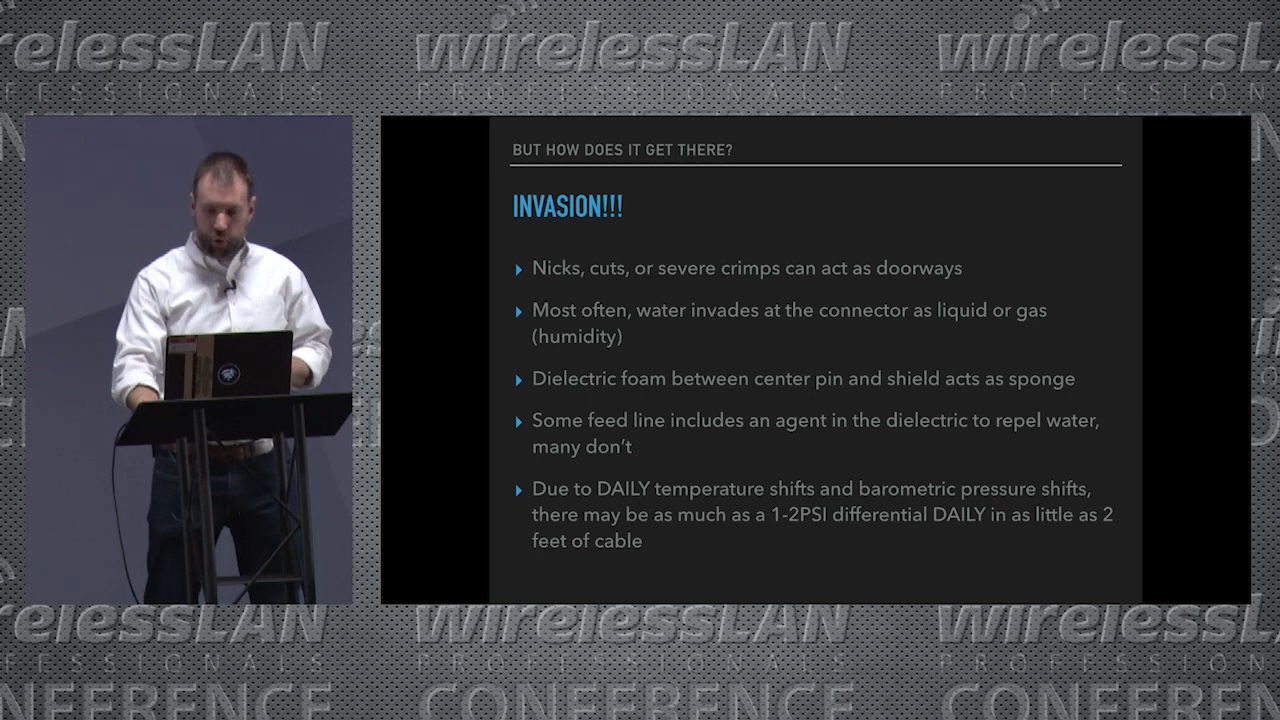 wirelessLAN
PROFESSIONALS
BUT HOW DOES IT GET THERE?
INVASION!!!
Nicks, cuts, or severe crimps can act as doorways
Most often, water invades at the connector as liquid or gas
(humidity)
Dielectric foam between center pin and shield acts as sponge
Some feed line includes an agent in the dielectric to repel water,
many don't
Due to DAILY temperature shifts and barometric pressure shifts,
there may be as much as a 1-2PSI differential DAILY in as little as 2
feet of cable
wirelessLAN
PROFESSIONALS
CONFERENCE